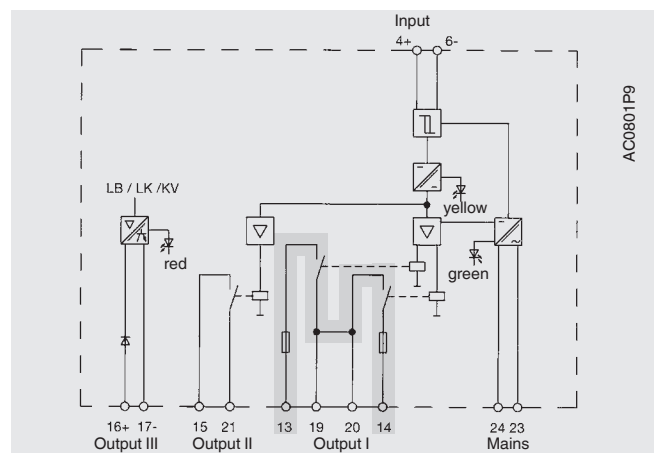 Input
4+ 6-
AC0801P9
LB / LK /KV
yellow
red
green
16+ 17- 15 21 13 19 20 14 24 23
Output III Output II Output I Mains